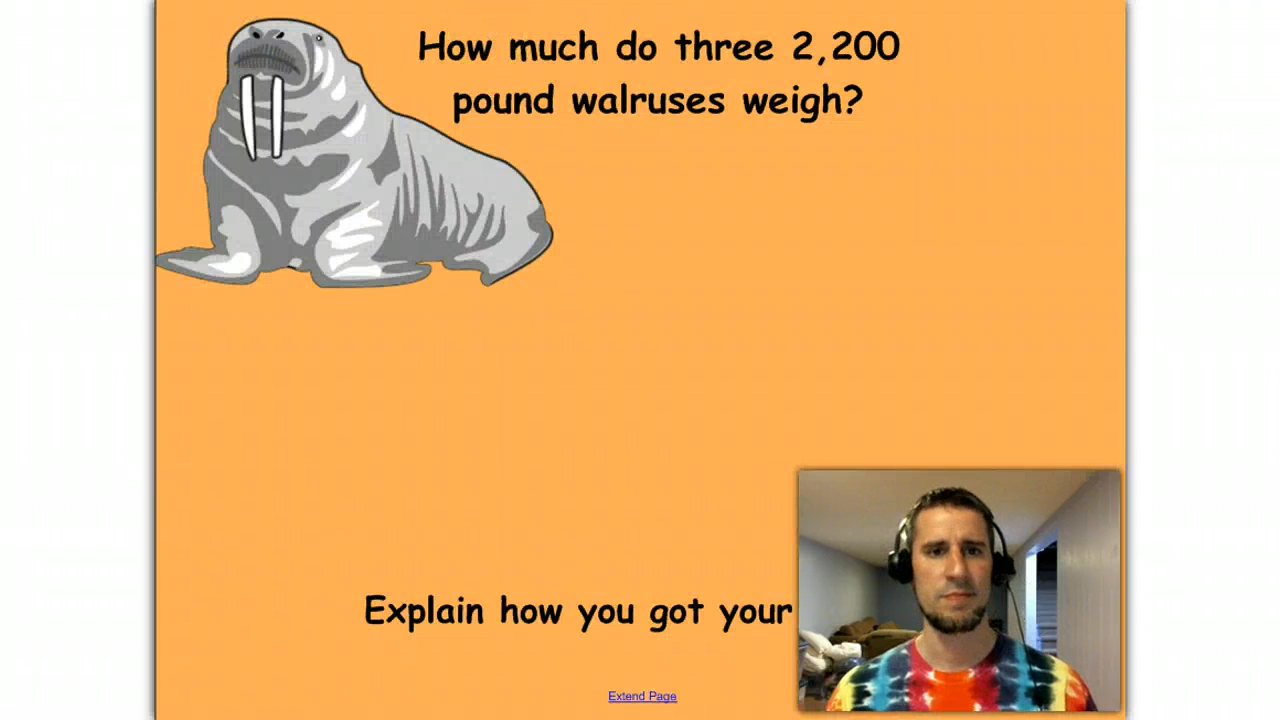 How much do three 2,200
pound walruses weigh?
Explain how you got your
Extend Page